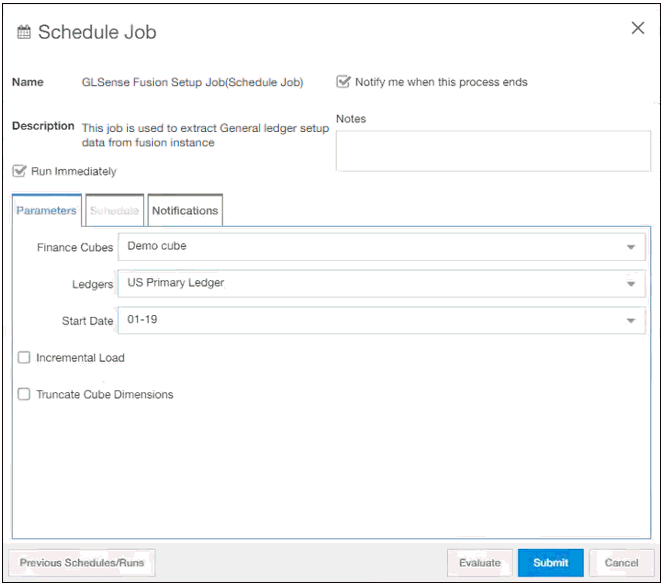 Schedule Job
Name GLSense Fusion Setup Job(Schedule Job) Notify me when this process ends
Notes
Description This job is used to extract General ledger setup
data from fusion instance
Run Immediately
Parameters Schedule Notifications
Finance Cubes Demo cube
Ledgers US Primary Ledger
Start Date 01-19
Incremental Load
Truncate Cube Dimensions
Previous Schedules/Runs Evaluate Submit Cancel